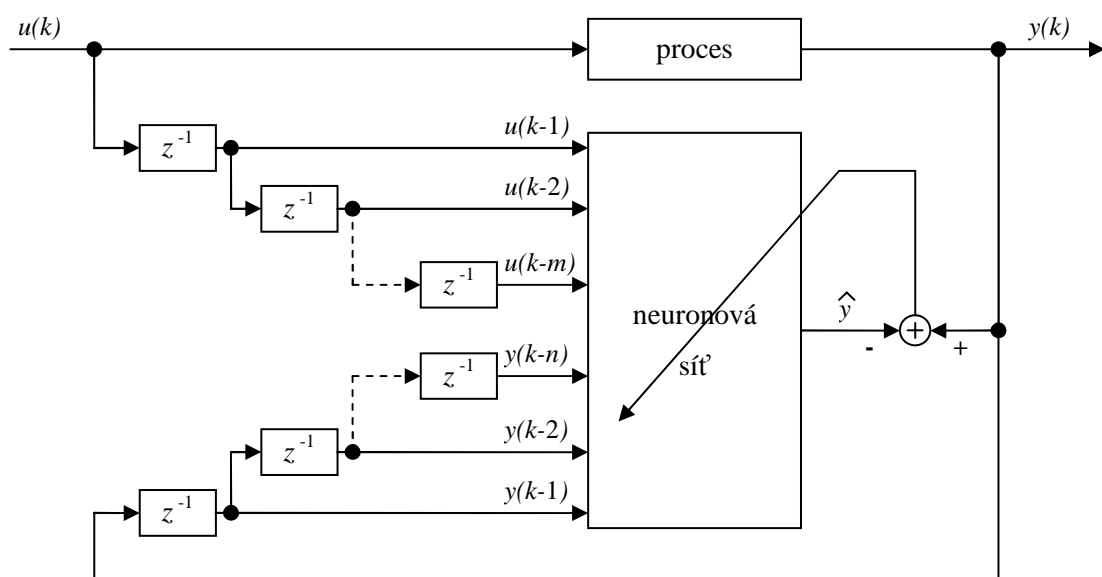 u(k)
proces
y(k)
z⁻¹
u(k-1)
z⁻¹
u(k-2)
z⁻¹
u(k-m)
neuronová
síť
ŷ
+
-
+
z⁻¹
y(k-n)
z⁻¹
y(k-2)
z⁻¹
y(k-1)